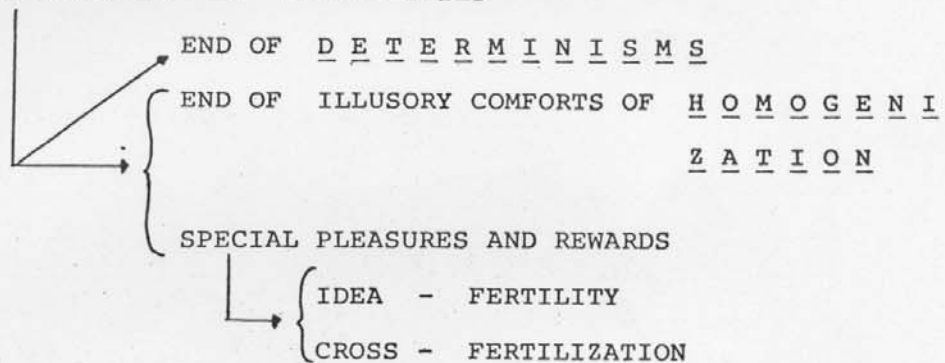 END OF D E T E R M I N I S M S
END OF ILLUSORY COMFORTS OF H O M O G E N I
Z A T I O N
SPECIAL PLEASURES AND REWARDS
IDEA - FERTILITY
CROSS - FERTILIZATION